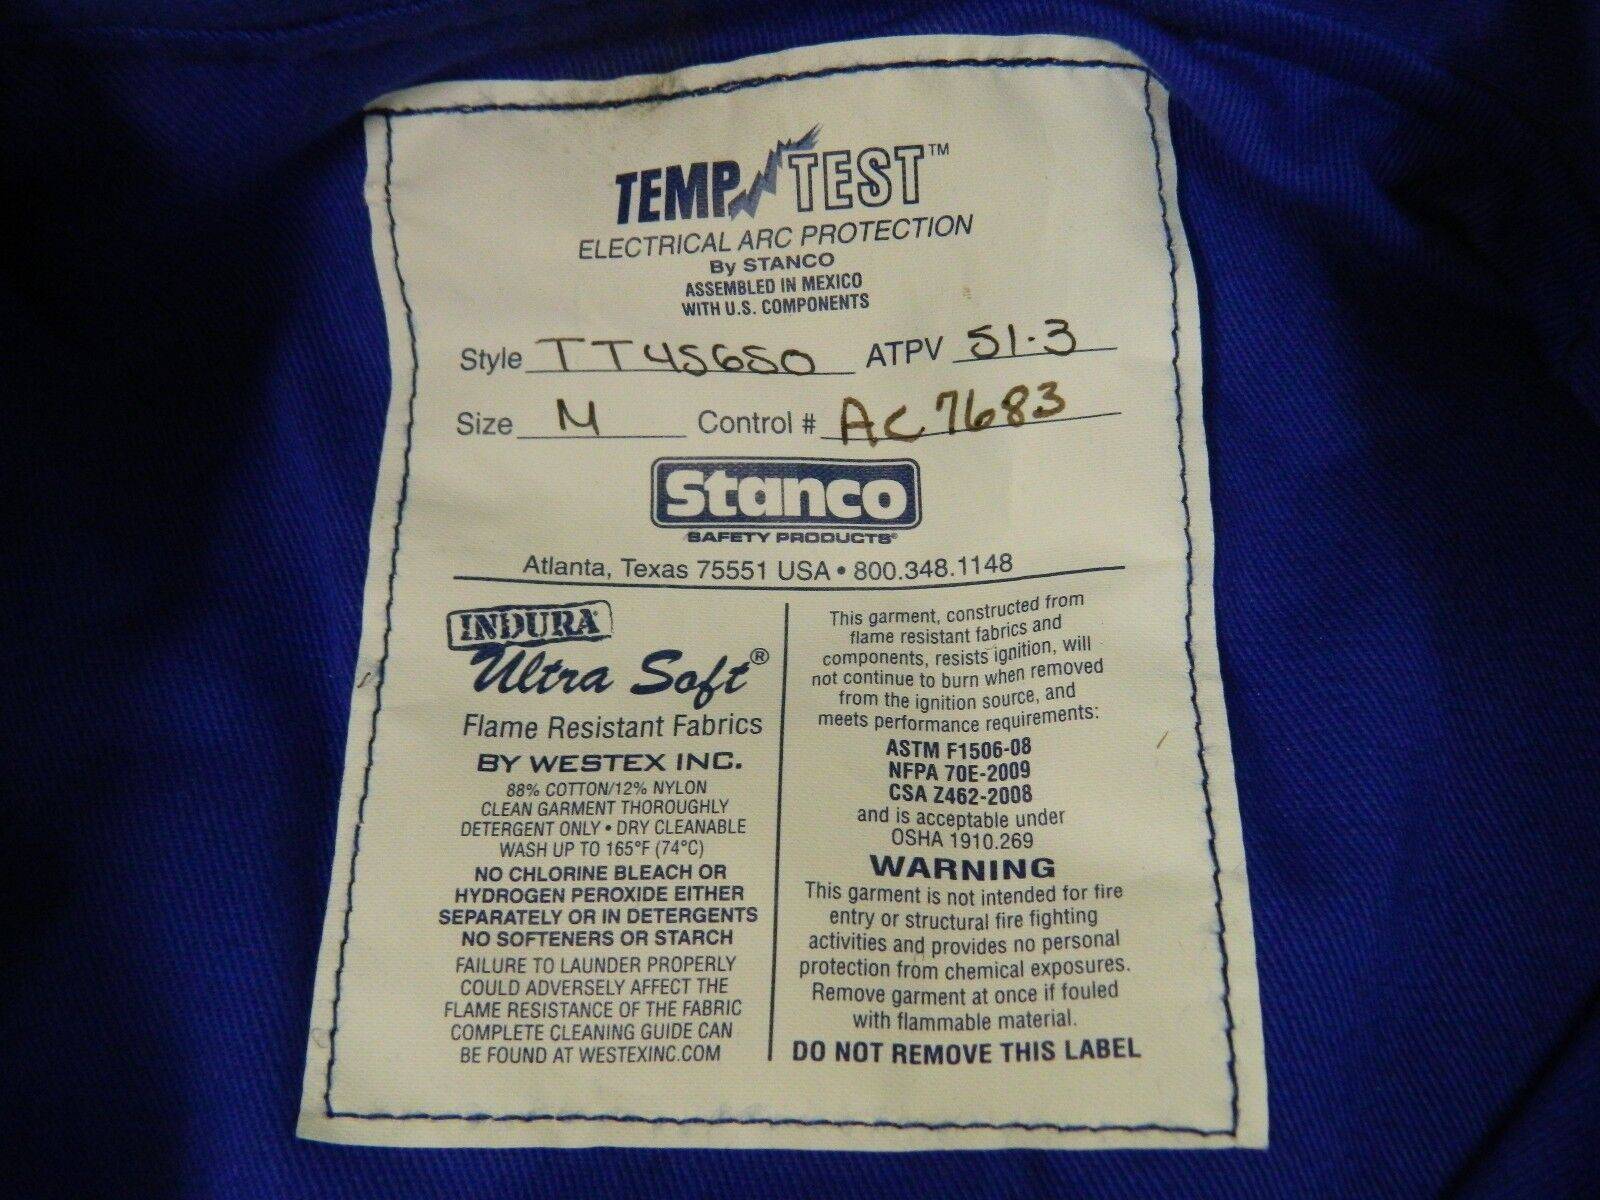 TEMP TEST™
ELECTRICAL ARC PROTECTION
By STANCO
ASSEMBLED IN MEXICO
WITH U.S. COMPONENTS
Style TT45650 ATPV 51.3
Size M Control # AC7683
Stanco
SAFETY PRODUCTS®
Atlanta, Texas 75551 USA • 800.348.1148
INDURA
Ultra Soft®
Flame Resistant Fabrics
BY WESTEX INC.
88% COTTON/12% NYLON
CLEAN GARMENT THOROUGHLY
DETERGENT ONLY • DRY CLEANABLE
WASH UP TO 165°F (74°C)
NO CHLORINE BLEACH OR
HYDROGEN PEROXIDE EITHER
SEPARATELY OR IN DETERGENTS
NO SOFTENERS OR STARCH
FAILURE TO LAUNDER PROPERLY
COULD ADVERSELY AFFECT THE
FLAME RESISTANCE OF THE FABRIC
COMPLETE CLEANING GUIDE CAN
BE FOUND AT WESTEXINC.COM
This garment, constructed from
flame resistant fabrics and
components, resists ignition, will
not continue to burn when removed
from the ignition source, and
meets performance requirements:
ASTM F1506-08
NFPA 70E-2009
CSA Z462-2008
and is acceptable under
OSHA 1910.269
WARNING
This garment is not intended for fire
entry or structural fire fighting
activities and provides no personal
protection from chemical exposures.
Remove garment at once if fouled
with flammable material.
DO NOT REMOVE THIS LABEL